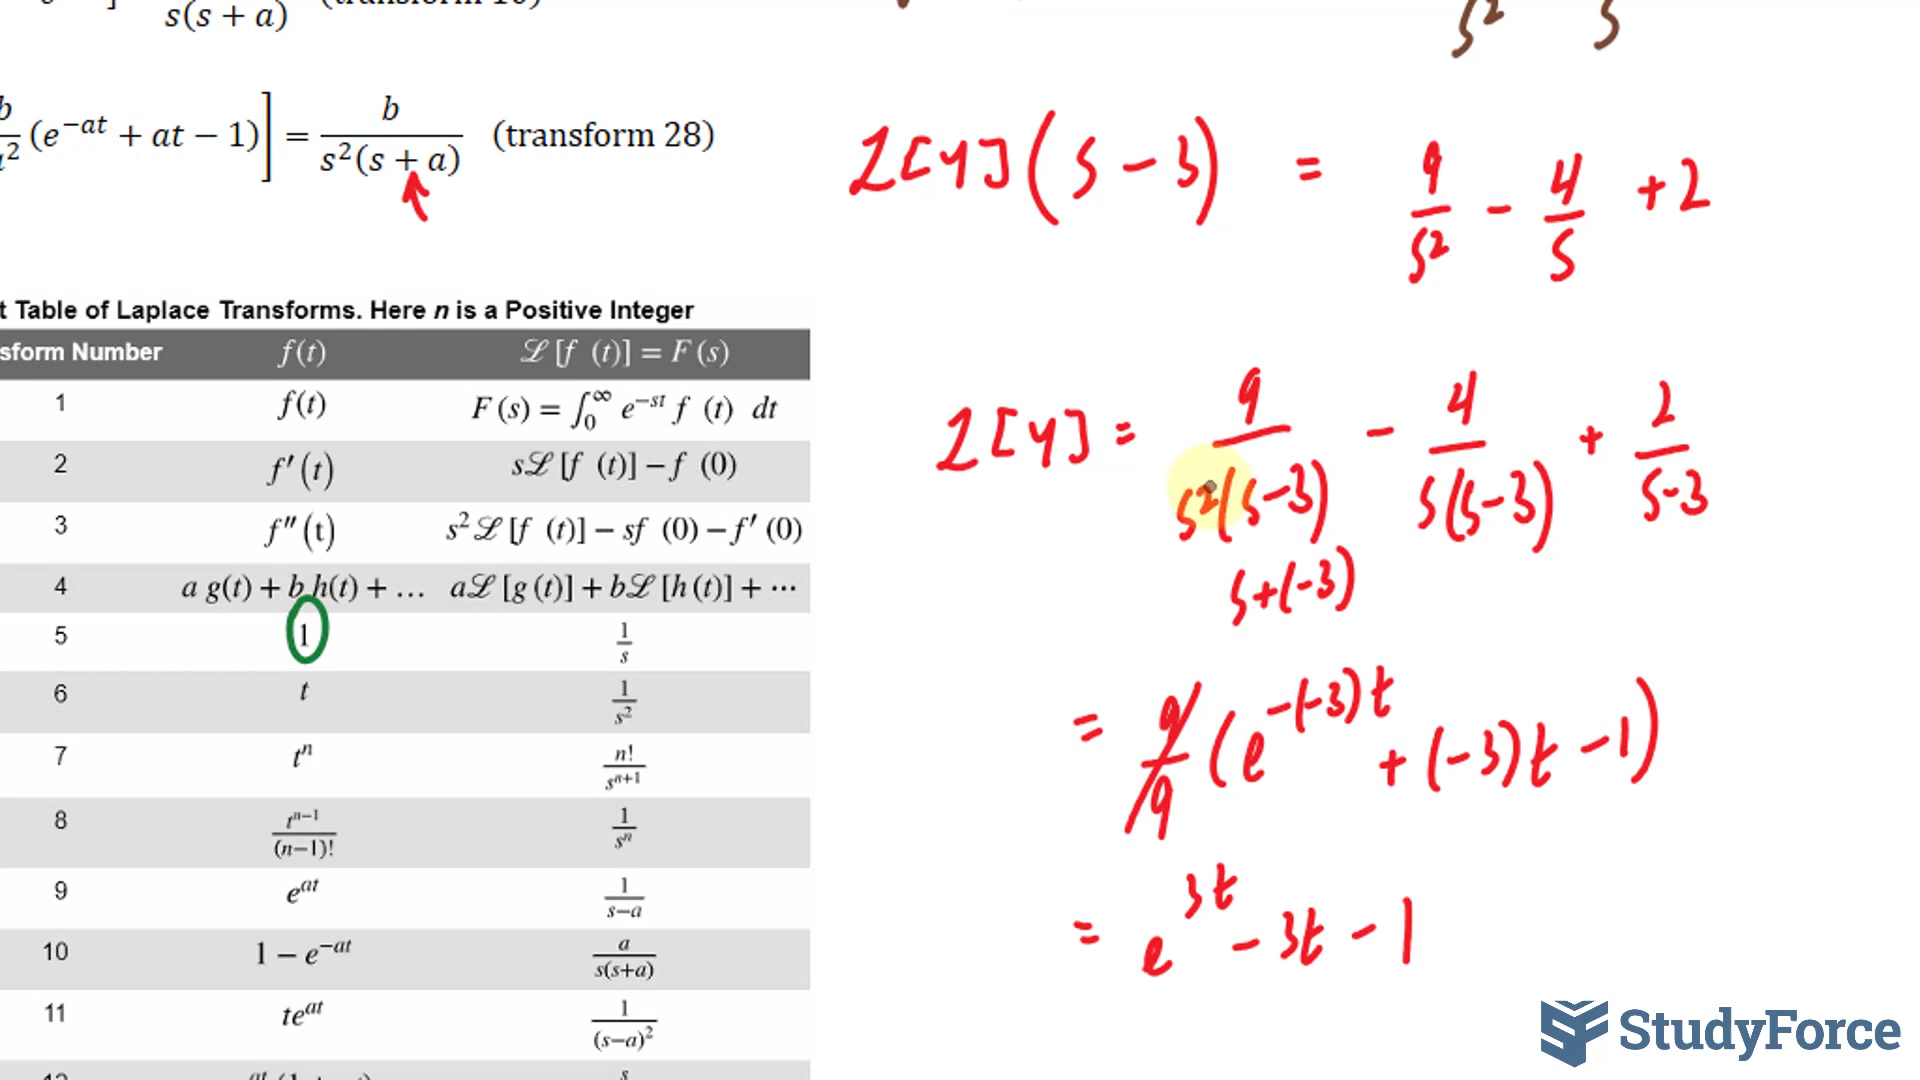 s(s + a)
s² s
b/a² (e^{−at} + at − 1)] = b/(s²(s + a)) (transform 28)
L[Y](s − 3) = 9/s² − 4/s + 2
t Table of Laplace Transforms. Here n is a Positive Integer
sform Number f(t) ℒ[f (t)] = F(s)
1 f(t) F(s) = ∫₀^∞ e^{−st} f (t) dt
2 f′(t) sℒ[f (t)] − f (0)
3 f″(t) s²ℒ[f (t)] − sf (0) − f′(0)
4 a g(t) + b h(t) + … aℒ[g(t)] + bℒ[h(t)] + ⋯
5 1 1/s
6 t 1/s²
7 tⁿ n!/s^{n+1}
8 t^{n−1}/(n−1)! 1/sⁿ
9 e^{at} 1/(s−a)
10 1 − e^{−at} a/(s(s+a))
11 te^{at} 1/(s−a)²
L[Y] = 9/(s²(s−3)) − 4/(s(s−3)) + 2/(s−3)
s+(−3)
= 9/9 (e^{−(−3)t} + (−3)t − 1)
= e^{3t} − 3t − 1
StudyForce